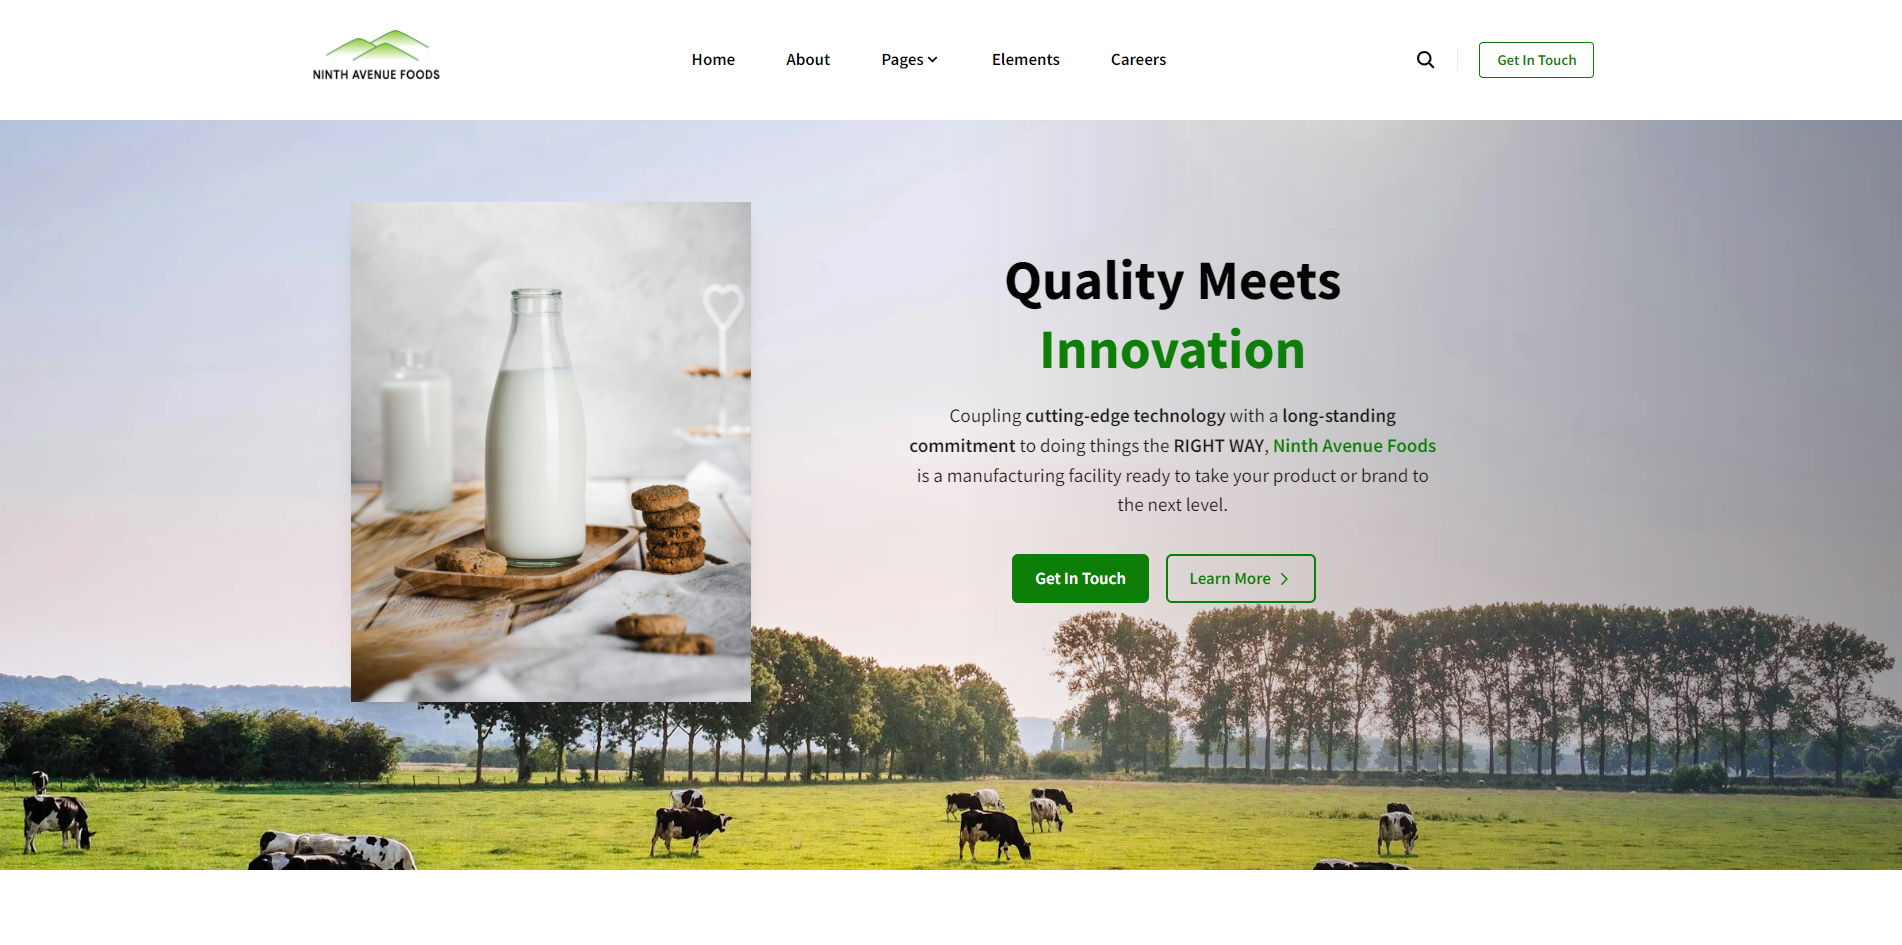 NINTH AVENUE FOODS
Home
About
Pages
Elements
Careers
Get In Touch
Quality Meets
Innovation
Coupling cutting-edge technology with a long-standing
commitment to doing things the RIGHT WAY, Ninth Avenue Foods
is a manufacturing facility ready to take your product or brand to
the next level.
Get In Touch
Learn More